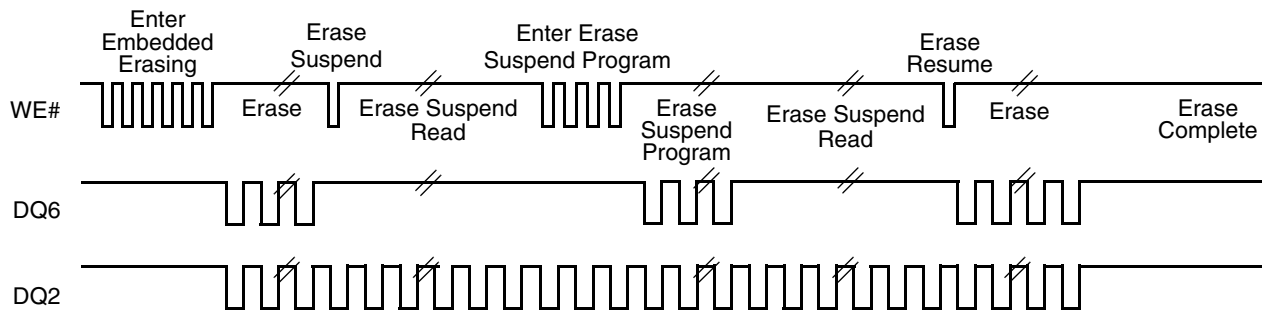 Enter
Embedded
Erasing
Erase
Suspend
Enter Erase
Suspend Program
Erase
Resume
WE#
Erase
Erase Suspend
Read
Erase
Suspend
Program
Erase Suspend
Read
Erase
Erase
Complete
DQ6
DQ2